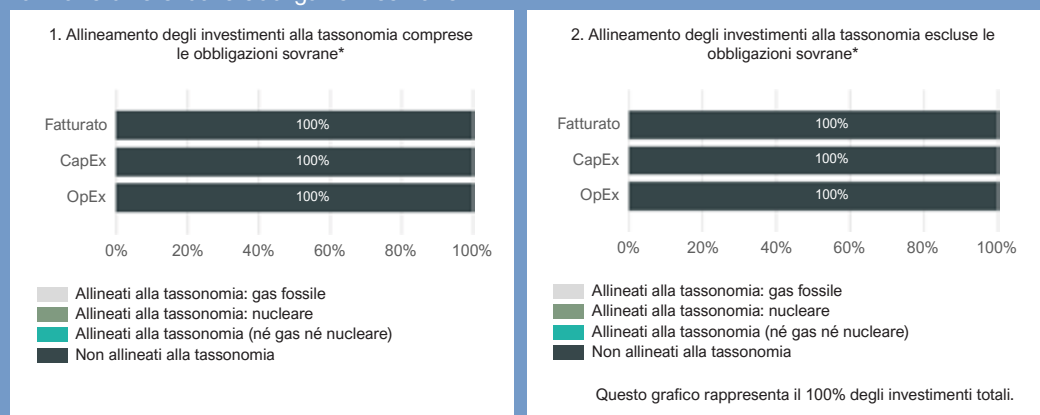 1. Allineamento degli investimenti alla tassonomia comprese
le obbligazioni sovrane*
Fatturato
100%
CapEx
100%
OpEx
100%
0%
20%
40%
60%
80%
100%
Allineati alla tassonomia: gas fossile
Allineati alla tassonomia: nucleare
Allineati alla tassonomia (né gas né nucleare)
Non allineati alla tassonomia
2. Allineamento degli investimenti alla tassonomia escluse le
obbligazioni sovrane*
Fatturato
100%
CapEx
100%
OpEx
100%
0%
20%
40%
60%
80%
100%
Allineati alla tassonomia: gas fossile
Allineati alla tassonomia: nucleare
Allineati alla tassonomia (né gas né nucleare)
Non allineati alla tassonomia
Questo grafico rappresenta il 100% degli investimenti totali.